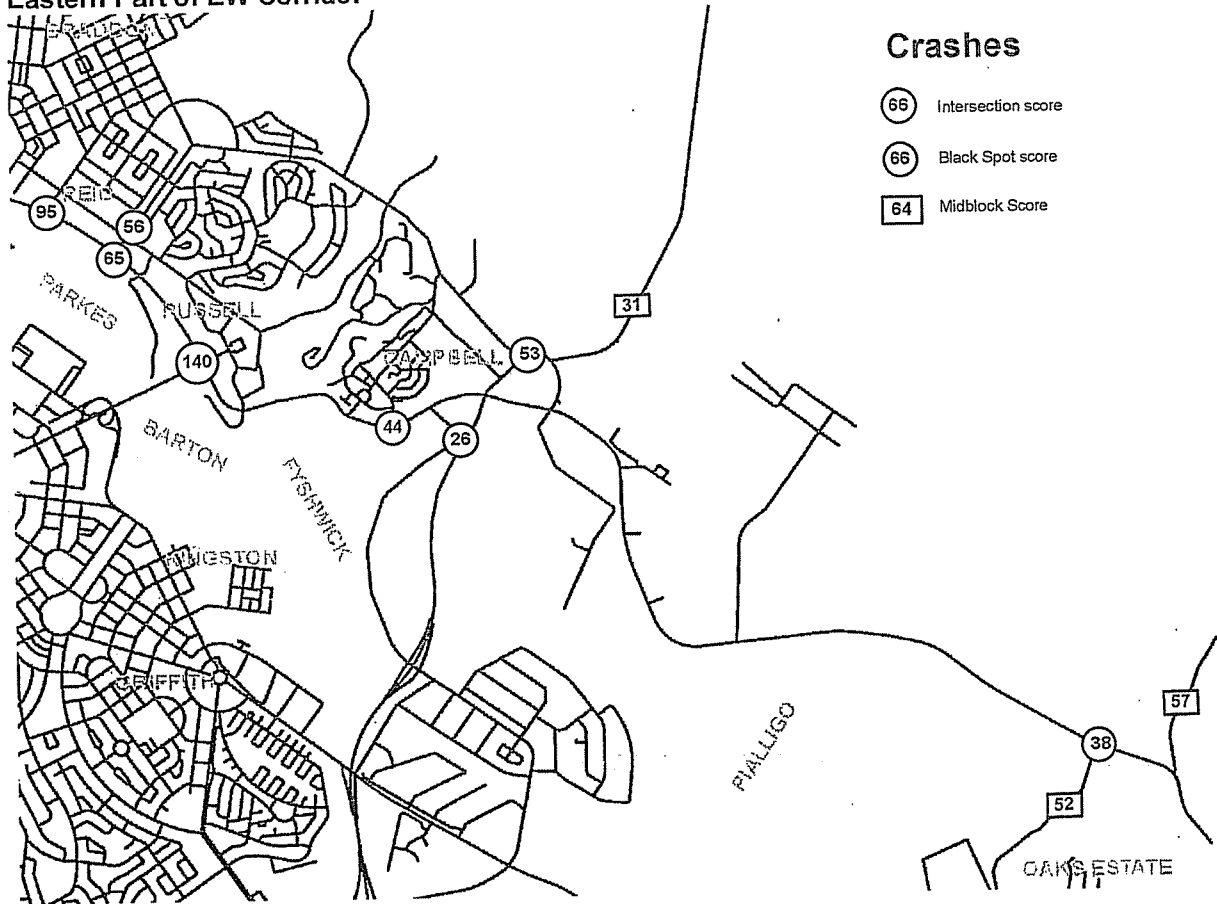 Eastern Part of EW Corridor
BRADDON
Crashes
66 Intersection score
66 Black Spot score
64 Midblock Score
REID
95
56
65
PARKES
RUSSELL
31
140
CAMPBELL
53
44
26
BARTON
FYSHWICK
KINGSTON
GRIFFITH
PIALLIGO
57
38
52
OAKS ESTATE